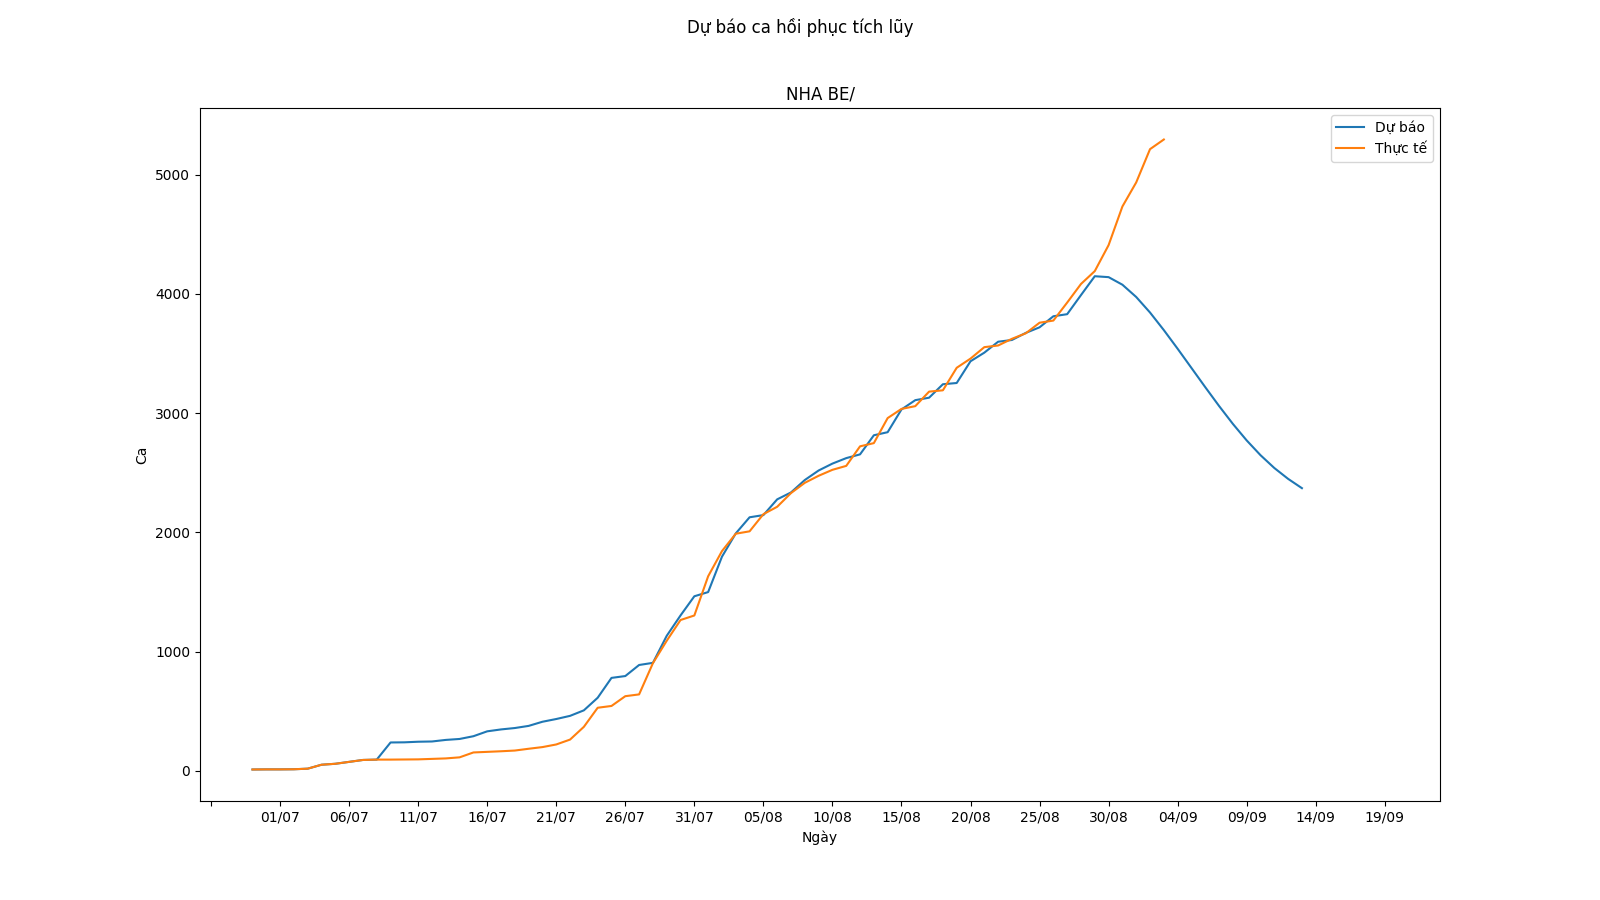 Dự báo ca hồi phục tích lũy
NHA BE/
Dự báo
Thực tế
5000
4000
3000
2000
1000
0
Ca
01/07 06/07 11/07 16/07 21/07 26/07 31/07 05/08 10/08 15/08 20/08 25/08 30/08 04/09 09/09 14/09 19/09
Ngày